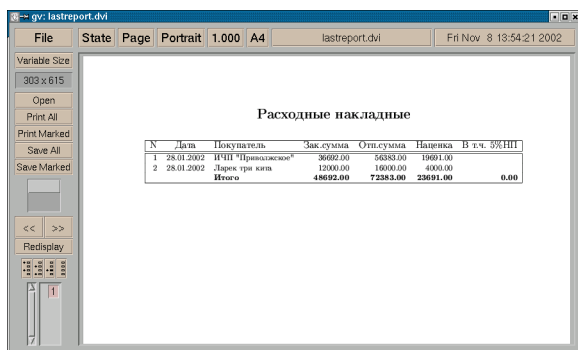 gv: lastreport.dvi
File State Page Portrait 1.000 A4 lastreport.dvi Fri Nov 8 13:54:21 2002
Variable Size
303 x 615
Open
Print All
Print Marked
Save All
Save Marked
<< >>
Redisplay
1
Расходные накладные
N Дата Покупатель Зак.сумма Отп.сумма Наценка В т.ч. 5%НП
1 28.01.2002 ИЧП "Приволжское" 36692.00 56383.00 19691.00
2 28.01.2002 Ларек три кита 12000.00 16000.00 4000.00
Итого 48692.00 72383.00 23691.00 0.00